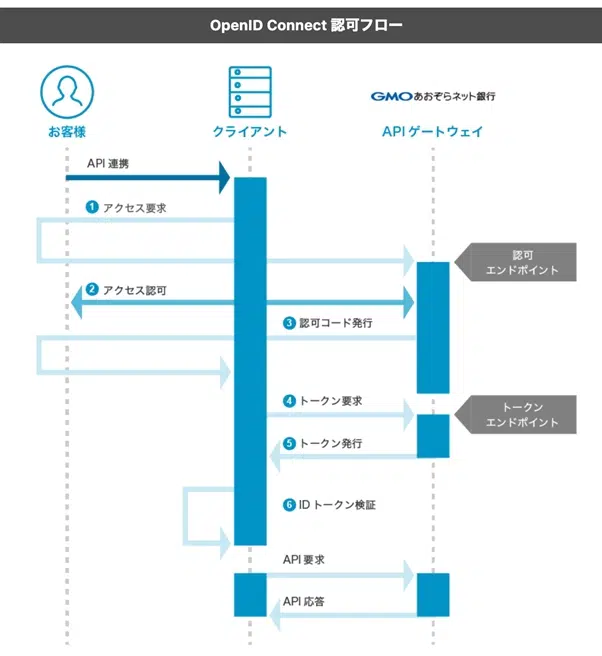 OpenID Connect 認可フロー
GMOあおぞらネット銀行
お客様
クライアント
APIゲートウェイ
API 連携
1 アクセス要求
認可
エンドポイント
2 アクセス認可
3 認可コード発行
4 トークン要求
トークン
エンドポイント
5 トークン発行
6 ID トークン検証
API 要求
API 応答